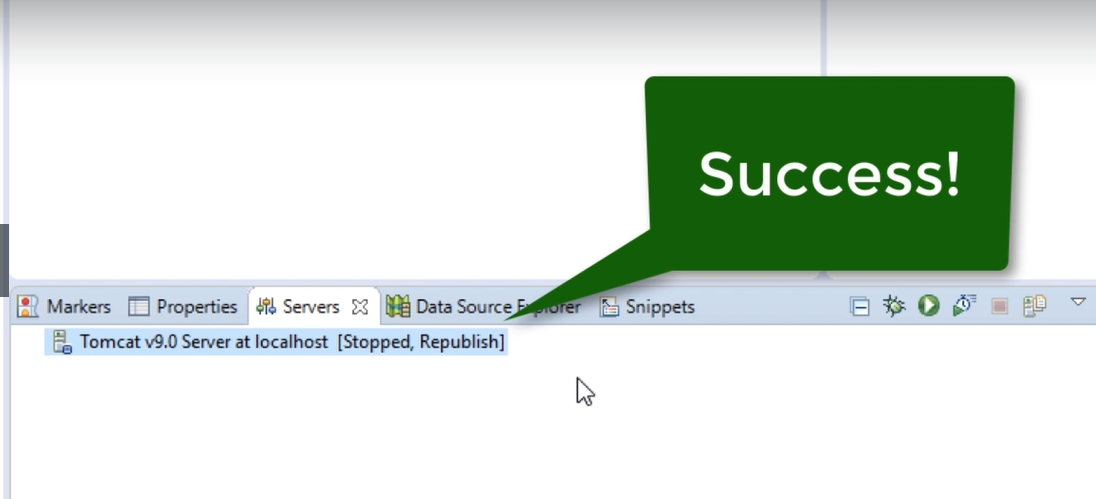 Success!
Markers Properties Servers Data Source Explorer Snippets
Tomcat v9.0 Server at localhost [Stopped, Republish]